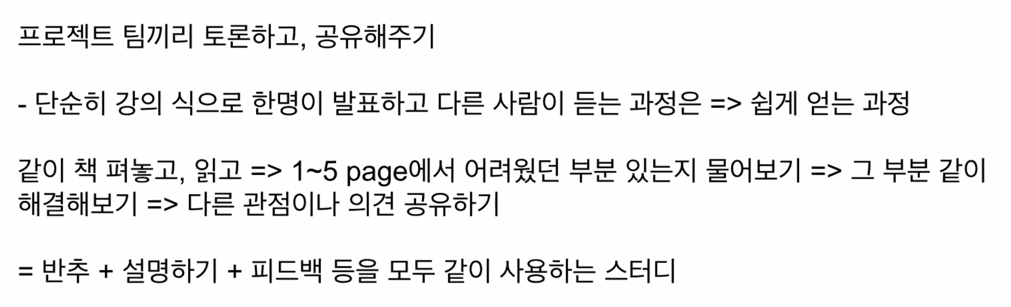 프로젝트 팀끼리 토론하고, 공유해주기
- 단순히 강의 식으로 한명이 발표하고 다른 사람이 듣는 과정은 => 쉽게 얻는 과정
같이 책 펴놓고, 읽고 => 1~5 page에서 어려웠던 부분 있는지 물어보기 => 그 부분 같이
해결해보기 => 다른 관점이나 의견 공유하기
= 반추 + 설명하기 + 피드백 등을 모두 같이 사용하는 스터디